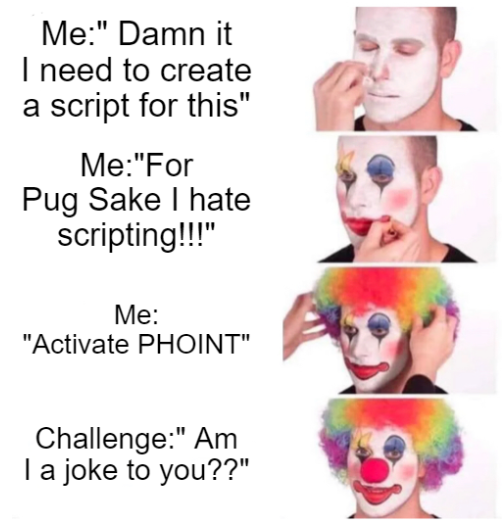 Me:" Damn it
I need to create
a script for this"
Me:"For
Pug Sake I hate
scripting!!!"
Me:
"Activate PHOINT"
Challenge:" Am
I a joke to you??"